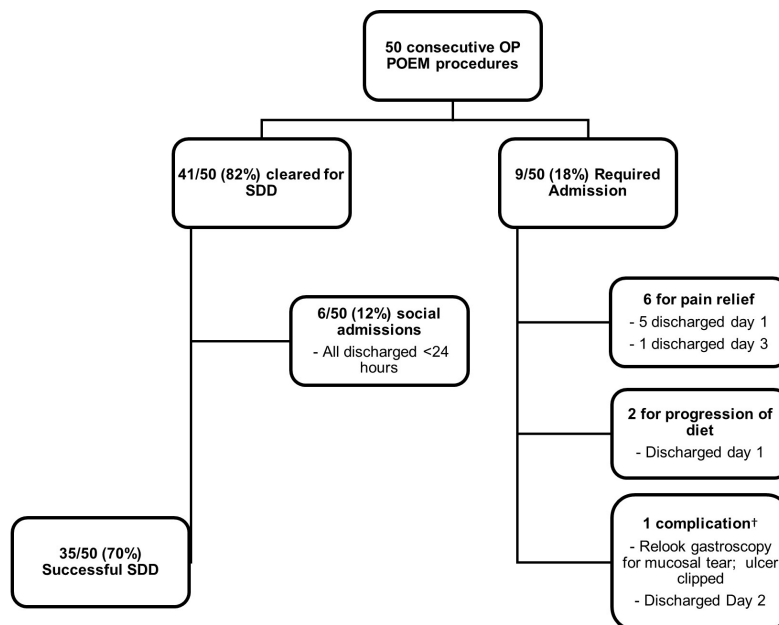 50 consecutive OP
POEM procedures
41/50 (82%) cleared for
SDD
9/50 (18%) Required
Admission
6/50 (12%) social
admissions
- All discharged <24
hours
6 for pain relief
- 5 discharged day 1
- 1 discharged day 3
2 for progression of
diet
- Discharged day 1
35/50 (70%)
Successful SDD
1 complication†
- Relook gastroscopy
for mucosal tear; ulcer
clipped
- Discharged Day 2